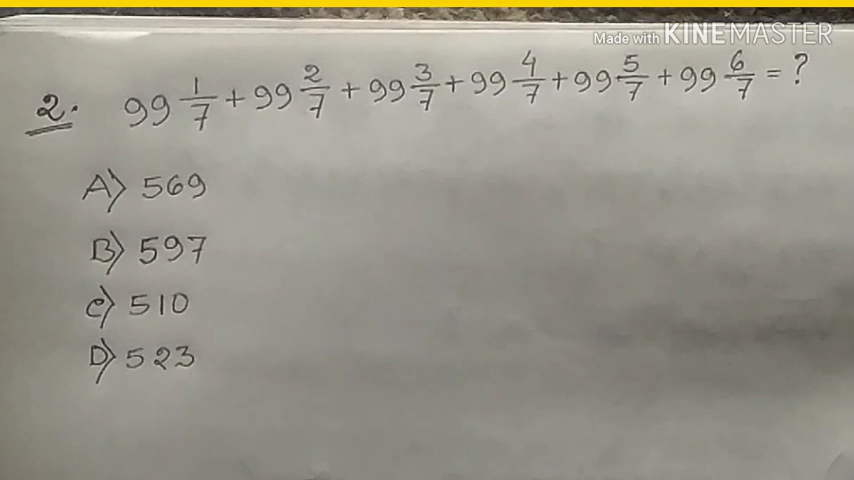 Made with KINEMASTER
2. 99 1/7 + 99 2/7 + 99 3/7 + 99 4/7 + 99 5/7 + 99 6/7 = ?
A) 569
B) 597
C) 510
D) 523